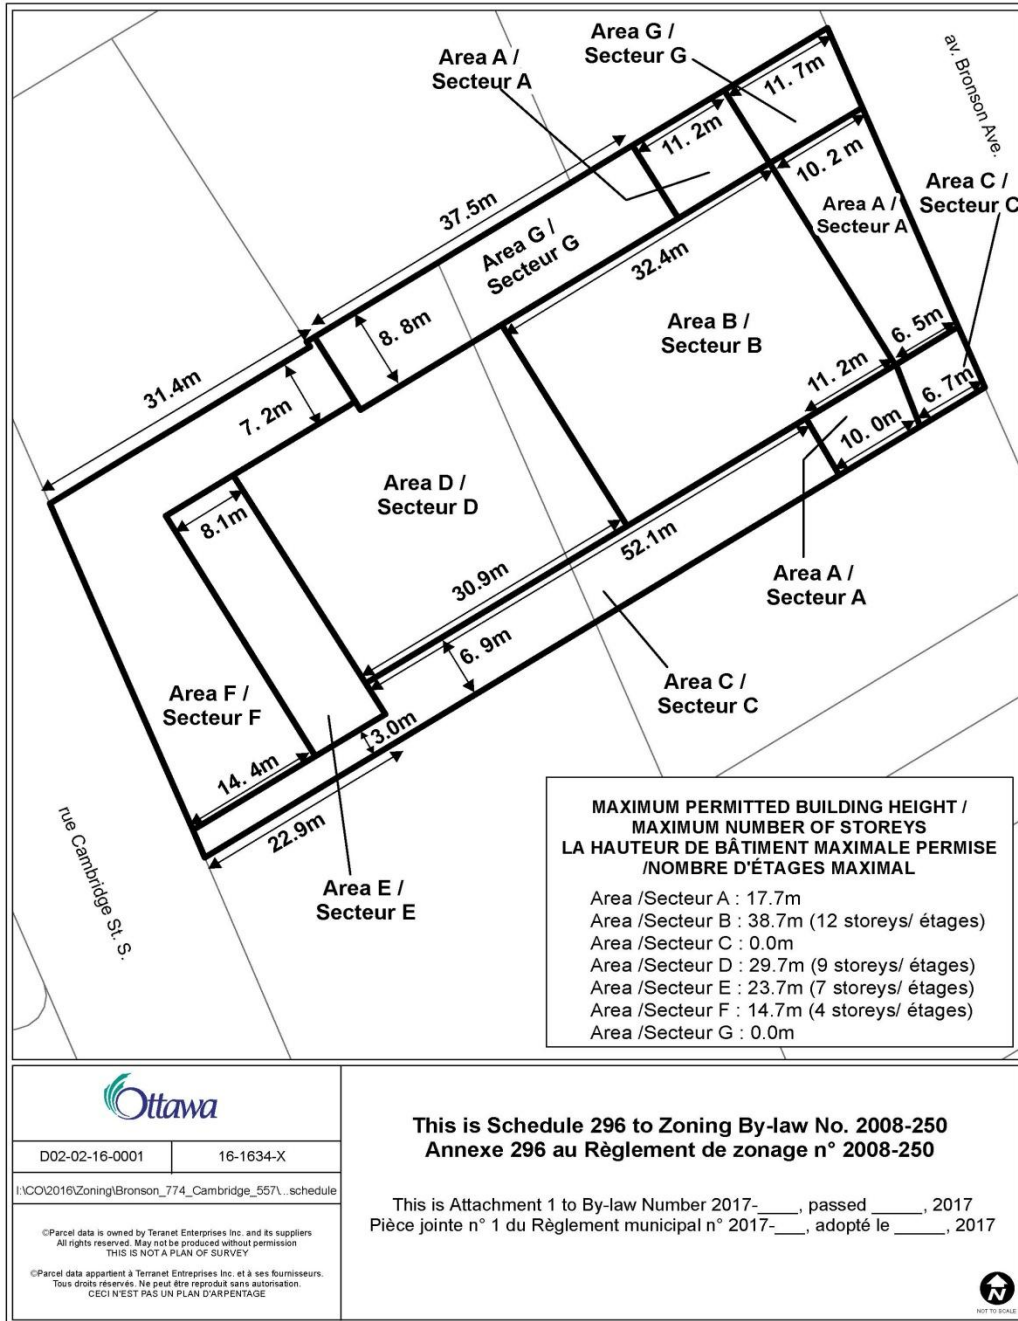 Area G /
Secteur G
Area A /
Secteur A
av. Bronson Ave.
11. 7m
11. 2m
10. 2 m
Area C /
Secteur C
Area A /
Secteur A
37.5m
Area G /
Secteur G
32.4m
8. 8m
Area B /
Secteur B
6. 5m
31.4m
7. 2m
11. 2m
6. 7m
10. 0m
Area D /
Secteur D
8.1m
52.1m
30.9m
Area A /
Secteur A
6. 9m
Area C /
Secteur C
Area F /
Secteur F
3.0m
14. 4m
22.9m
rue Cambridge St. S.
Area E /
Secteur E
MAXIMUM PERMITTED BUILDING HEIGHT /
MAXIMUM NUMBER OF STOREYS
LA HAUTEUR DE BÂTIMENT MAXIMALE PERMISE
/NOMBRE D'ÉTAGES MAXIMAL
Area /Secteur A : 17.7m
Area /Secteur B : 38.7m (12 storeys/ étages)
Area /Secteur C : 0.0m
Area /Secteur D : 29.7m (9 storeys/ étages)
Area /Secteur E : 23.7m (7 storeys/ étages)
Area /Secteur F : 14.7m (4 storeys/ étages)
Area /Secteur G : 0.0m
Ottawa
D02-02-16-0001
16-1634-X
I:\CO\2016\Zoning\Bronson_774_Cambridge_557\...schedule
©Parcel data is owned by Teranet Enterprises Inc. and its suppliers
All rights reserved. May not be produced without permission
THIS IS NOT A PLAN OF SURVEY
©Parcel data appartient à Terranet Entreprises Inc. et à ses fournisseurs.
Tous droits réservés. Ne peut être reproduit sans autorisation.
CECI N'EST PAS UN PLAN D'ARPENTAGE
This is Schedule 296 to Zoning By-law No. 2008-250
Annexe 296 au Règlement de zonage n° 2008-250
This is Attachment 1 to By-law Number 2017-____, passed _____, 2017
Pièce jointe n° 1 du Règlement municipal n° 2017-___, adopté le _____, 2017
N
NOT TO SCALE